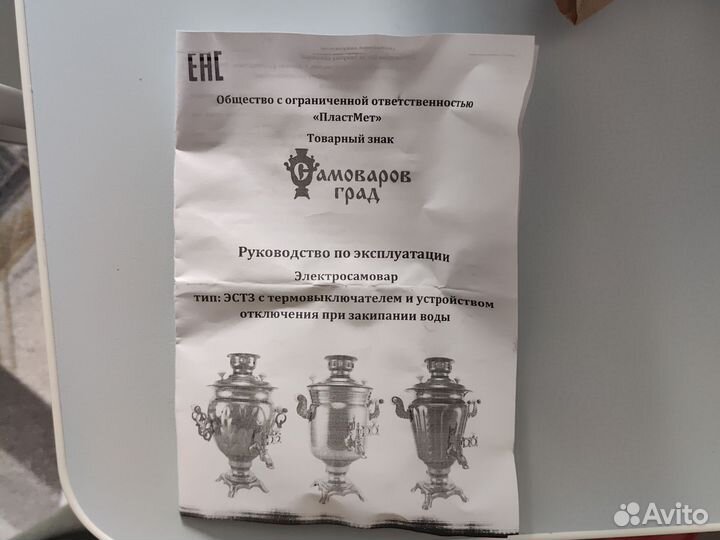 ЕАС
Общество с ограниченной ответственностью
«ПластМет»
Товарный знак
Самоваров
град
Руководство по эксплуатации
Электросамовар
тип: ЭСТЗ с термовыключателем и устройством
отключения при закипании воды
Avito